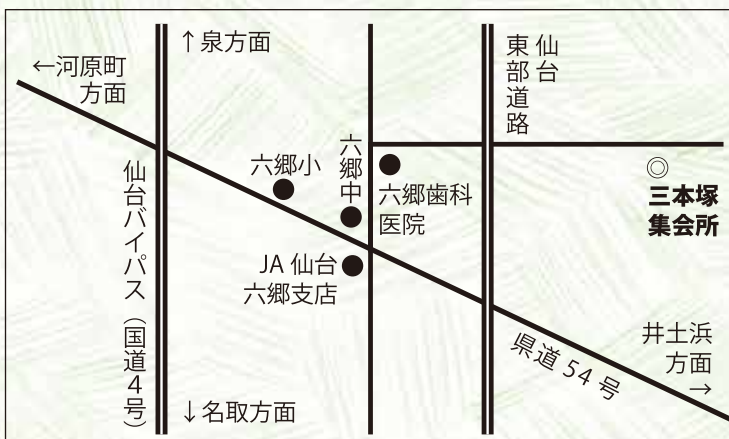 ←河原町
方面
↑泉方面
仙台
東部道路
六郷小
六郷中
六郷歯科
医院
◎
三本塚
集会所
仙台バイパス（国道4号）
JA 仙台
六郷支店
県道 54 号
井土浜
方面
→
↓名取方面